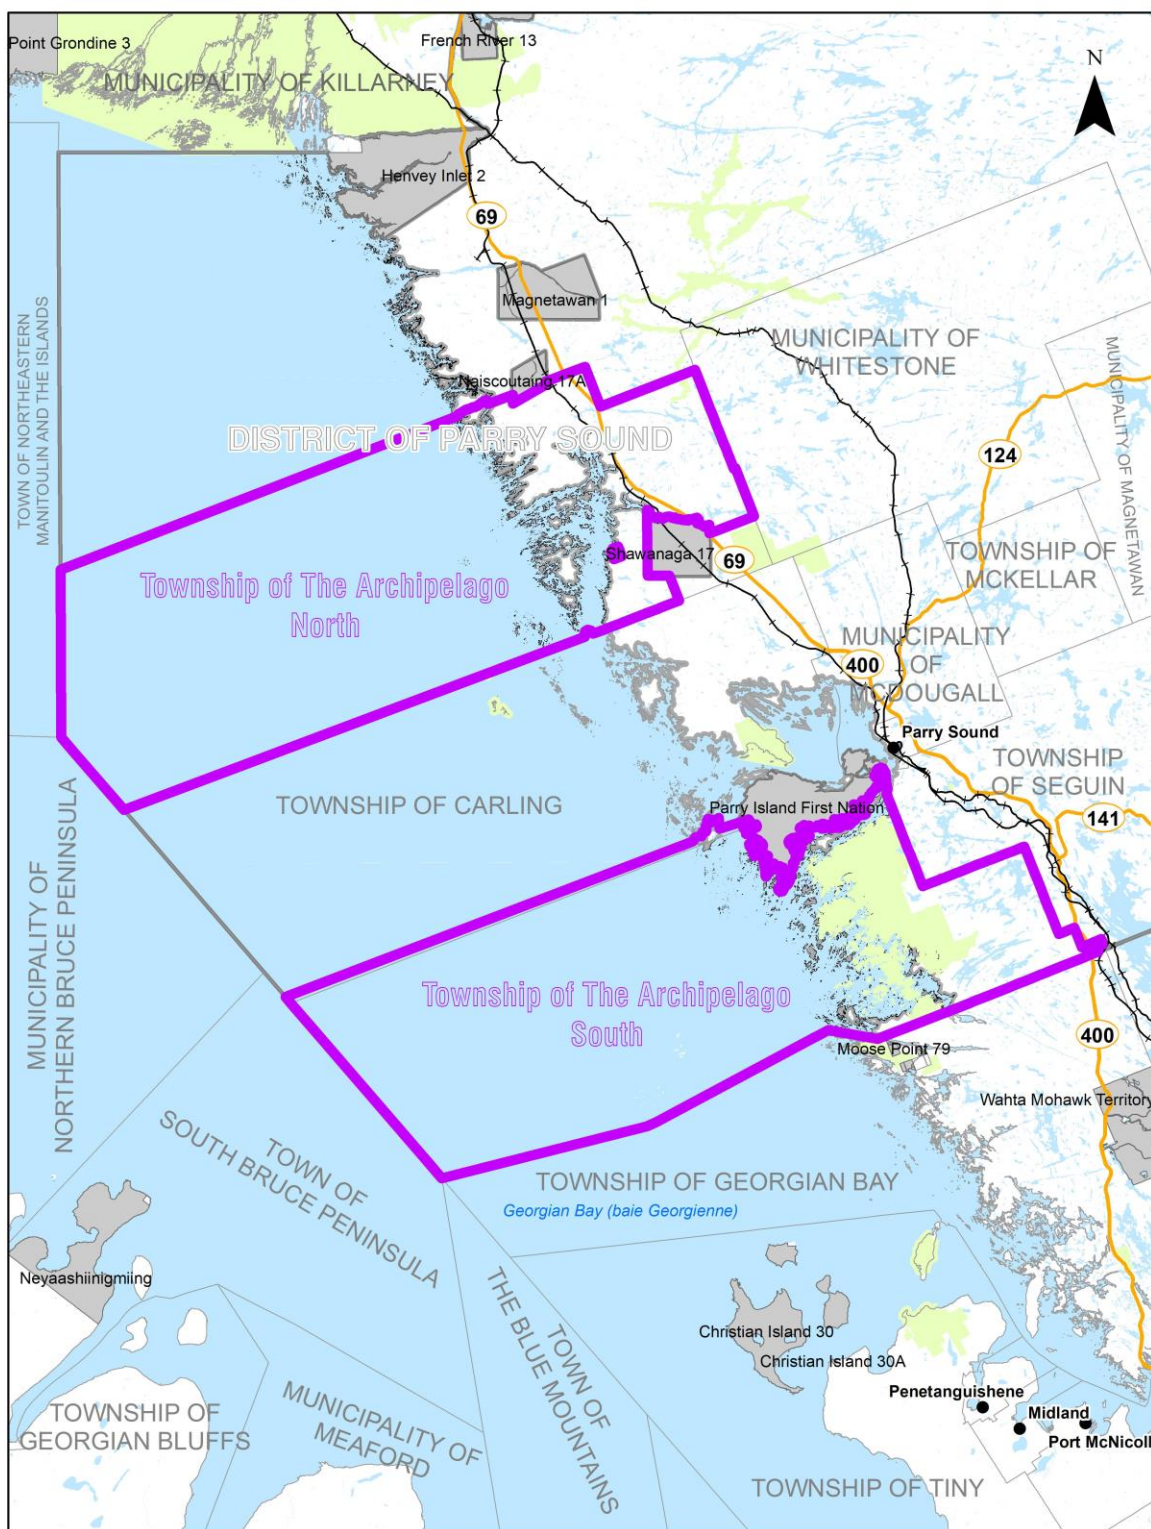 Point Grondine 3
French River 13
MUNICIPALITY OF KILLARNEY
N
Henvey Inlet 2
69
Magnetawan 1
TOWN OF NORTHEASTERN
MANITOULIN AND THE ISLANDS
MUNICIPALITY OF
WHITESTONE
MUNICIPALITY OF MAGNETAWAN
Naiscoutaing 17A
DISTRICT OF PARRY SOUND
124
Shawanaga 17
69
TOWNSHIP OF
MCKELLAR
Township of The Archipelago
North
MUNICIPALITY
OF
MCDOUGALL
400
Parry Sound
TOWNSHIP
OF SEGUIN
TOWNSHIP OF CARLING
Parry Island First Nation
141
MUNICIPALITY OF
NORTHERN BRUCE PENINSULA
Township of The Archipelago
South
400
Moose Point 79
Wahta Mohawk Territory
TOWN OF
SOUTH BRUCE PENINSULA
TOWNSHIP OF GEORGIAN BAY
Georgian Bay (baie Georgienne)
Neyaashiinigmiing
TOWN OF
THE BLUE MOUNTAINS
Christian Island 30
Christian Island 30A
Penetanguishene
Midland
Port McNicoll
TOWNSHIP OF
GEORGIAN BLUFFS
MUNICIPALITY OF
MEAFORD
TOWNSHIP OF TINY